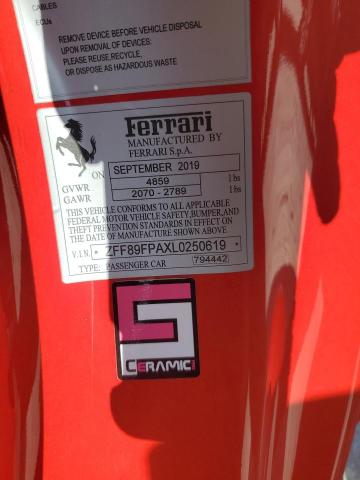 CABLES
ECUs
REMOVE DEVICE BEFORE VEHICLE DISPOSAL
UPON REMOVAL OF DEVICES:
PLEASE REUSE,RECYCLE,
OR DISPOSE AS HAZARDOUS WASTE
Ferrari
MANUFACTURED BY
FERRARI S.p.A.
ON SEPTEMBER 2019
GVWR 4859 lbs
GAWR 2070 - 2789 lbs
THIS VEHICLE CONFORMS TO ALL APPLICABLE
FEDERAL MOTOR VEHICLE SAFETY, BUMPER,AND
THEFT PREVENTION STANDARDS IN EFFECT ON
THE DATE OF MANUFACTURE SHOWN ABOVE.
V.I.N. *ZFF89FPAXL0250619*
TYPE: PASSENGER CAR 794442
5
CERAMICI